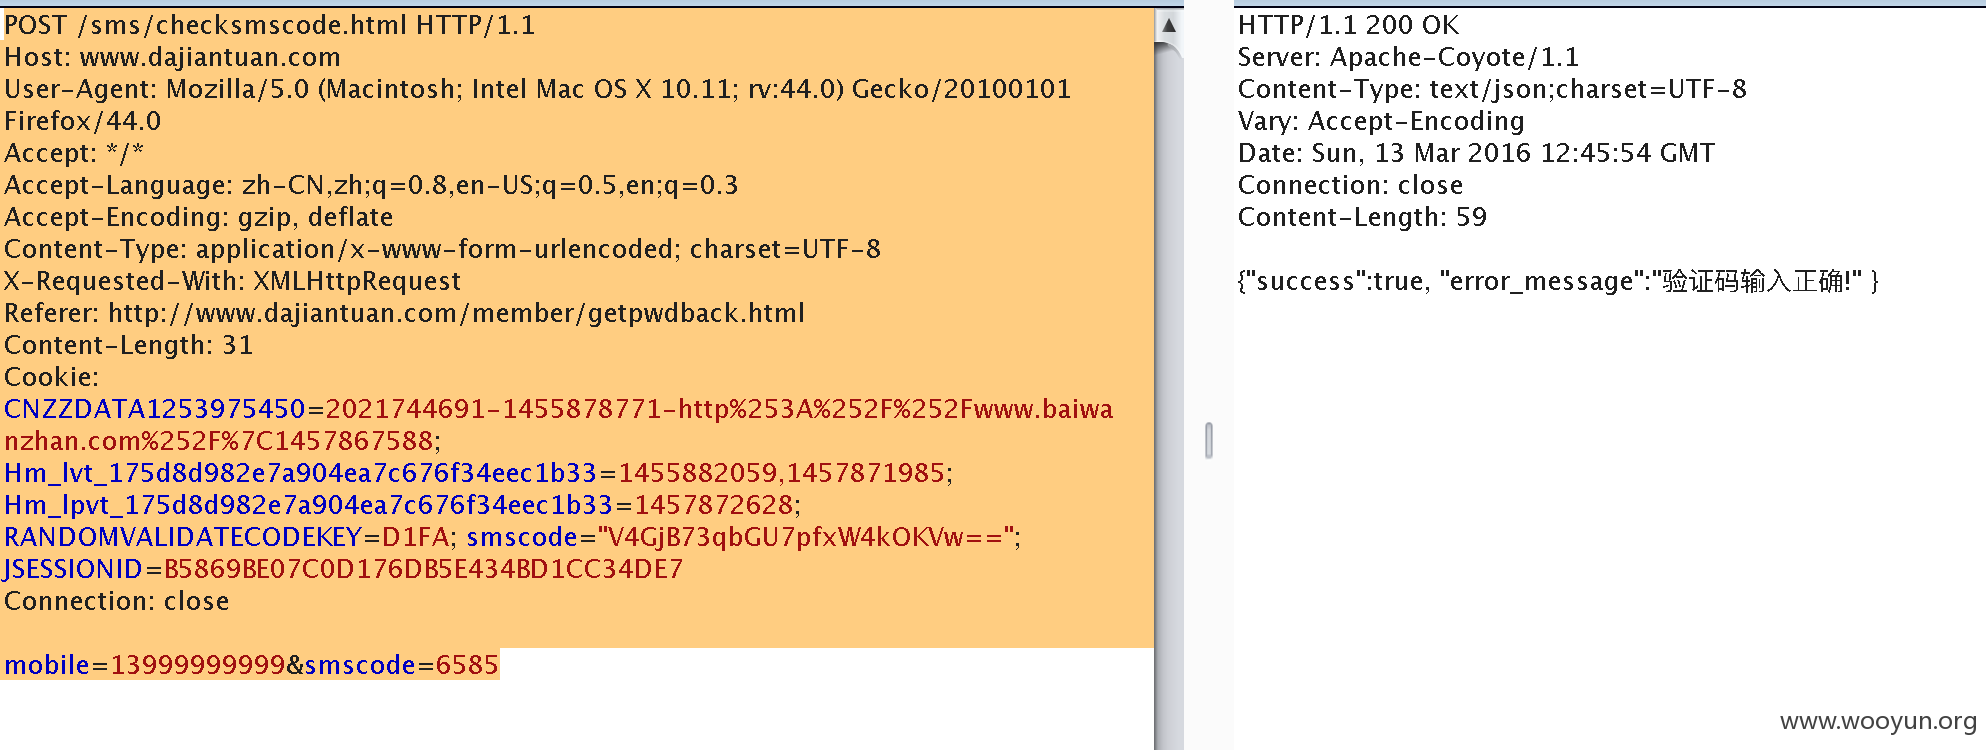 POST /sms/checksmscode.html HTTP/1.1
Host: www.dajiantuan.com
User-Agent: Mozilla/5.0 (Macintosh; Intel Mac OS X 10.11; rv:44.0) Gecko/20100101
Firefox/44.0
Accept: */*
Accept-Language: zh-CN,zh;q=0.8,en-US;q=0.5,en;q=0.3
Accept-Encoding: gzip, deflate
Content-Type: application/x-www-form-urlencoded; charset=UTF-8
X-Requested-With: XMLHttpRequest
Referer: http://www.dajiantuan.com/member/getpwdback.html
Content-Length: 31
Cookie:
CNZZDATA1253975450=2021744691-1455878771-http%253A%252F%252Fwww.baiwa
nzhan.com%252F%7C1457867588;
Hm_lvt_175d8d982e7a904ea7c676f34eec1b33=1455882059,1457871985;
Hm_lpvt_175d8d982e7a904ea7c676f34eec1b33=1457872628;
RANDOMVALIDATECODEKEY=D1FA; smscode="V4GjB73qbGU7pfxW4kOKVw==";
JSESSIONID=B5869BE07C0D176DB5E434BD1CC34DE7
Connection: close
mobile=13999999999&smscode=6585
HTTP/1.1 200 OK
Server: Apache-Coyote/1.1
Content-Type: text/json;charset=UTF-8
Vary: Accept-Encoding
Date: Sun, 13 Mar 2016 12:45:54 GMT
Connection: close
Content-Length: 59
{"success":true, "error_message":"验证码输入正确!" }
www.wooyun.org